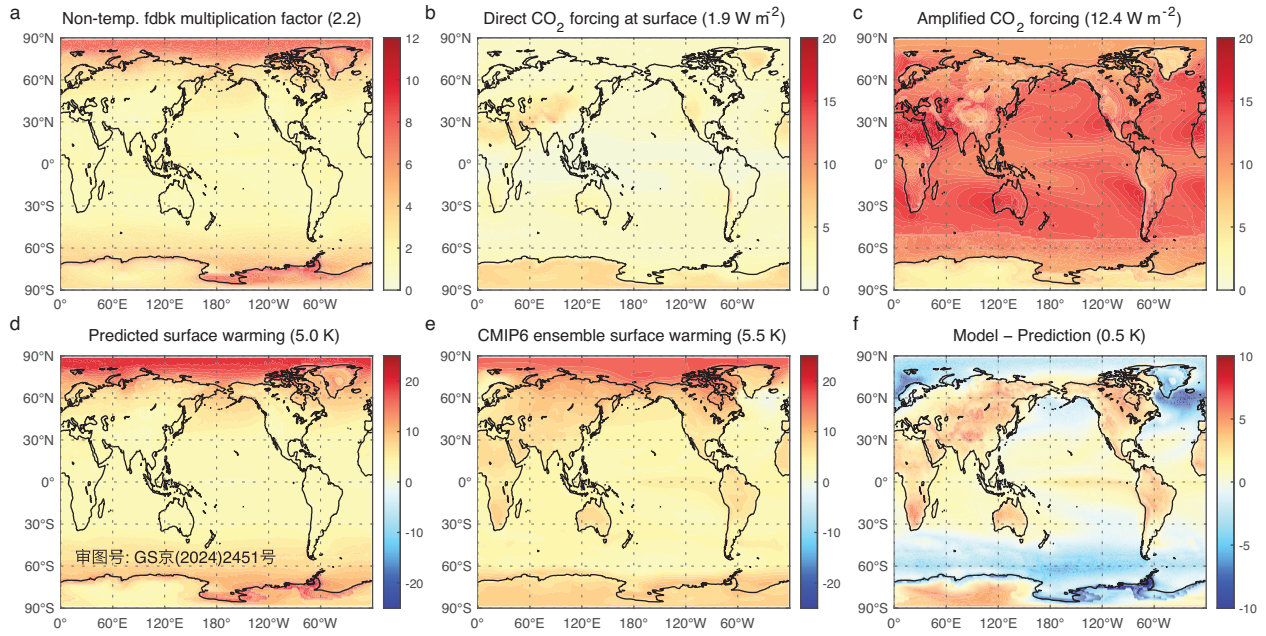 a Non-temp. fdbk multiplication factor (2.2)
90°N
60°N
30°N
0°
30°S
60°S
90°S
0° 60°E 120°E 180° 120°W 60°W
12
10
8
6
4
2
0
b Direct CO₂ forcing at surface (1.9 W m⁻²)
90°N
60°N
30°N
0°
30°S
60°S
90°S
0° 60°E 120°E 180° 120°W 60°W
20
15
10
5
0
c Amplified CO₂ forcing (12.4 W m⁻²)
90°N
60°N
30°N
0°
30°S
60°S
90°S
0° 60°E 120°E 180° 120°W 60°W
20
15
10
5
0
d Predicted surface warming (5.0 K)
90°N
60°N
30°N
0°
30°S
60°S
90°S
审图号: GS京(2024)2451号
0° 60°E 120°E 180° 120°W 60°W
20
10
0
-10
-20
e CMIP6 ensemble surface warming (5.5 K)
90°N
60°N
30°N
0°
30°S
60°S
90°S
0° 60°E 120°E 180° 120°W 60°W
20
10
0
-10
-20
f Model − Prediction (0.5 K)
90°N
60°N
30°N
0°
30°S
60°S
90°S
0° 60°E 120°E 180° 120°W 60°W
10
5
0
-5
-10